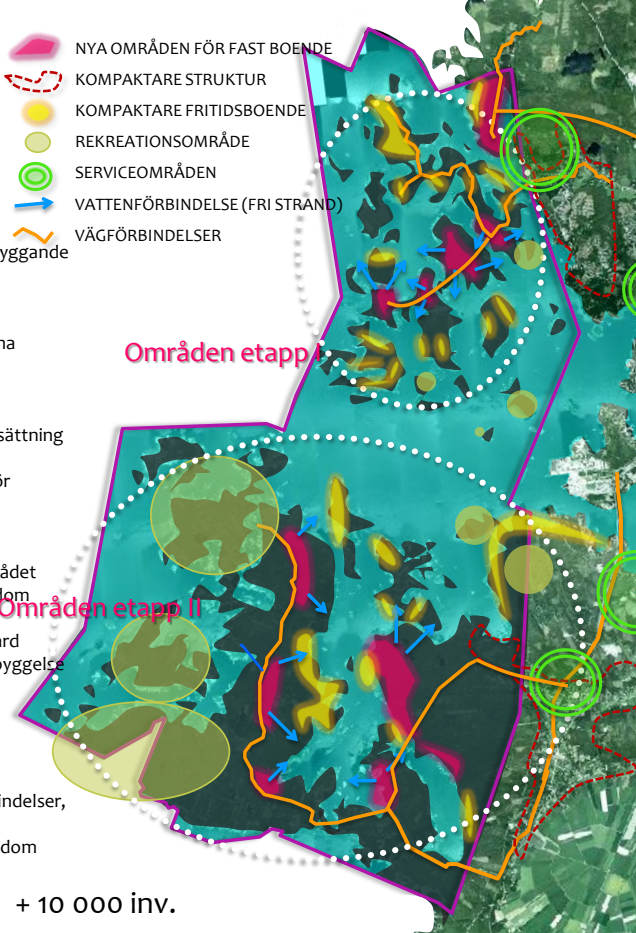 NYA OMRÅDEN FÖR FAST BOENDE
KOMPAKTARE STRUKTUR
KOMPAKTARE FRITIDSBOENDE
REKREATIONSOMRÅDE
SERVICEOMRÅDEN
VATTENFÖRBINDELSE (FRI STRAND)
VÄGFÖRBINDELSER
yggande
na
Områden etapp I
sättning
ör
ådet
dom
Områden etapp II
ård
byggelse
indelser,
dom
+ 10 000 inv.